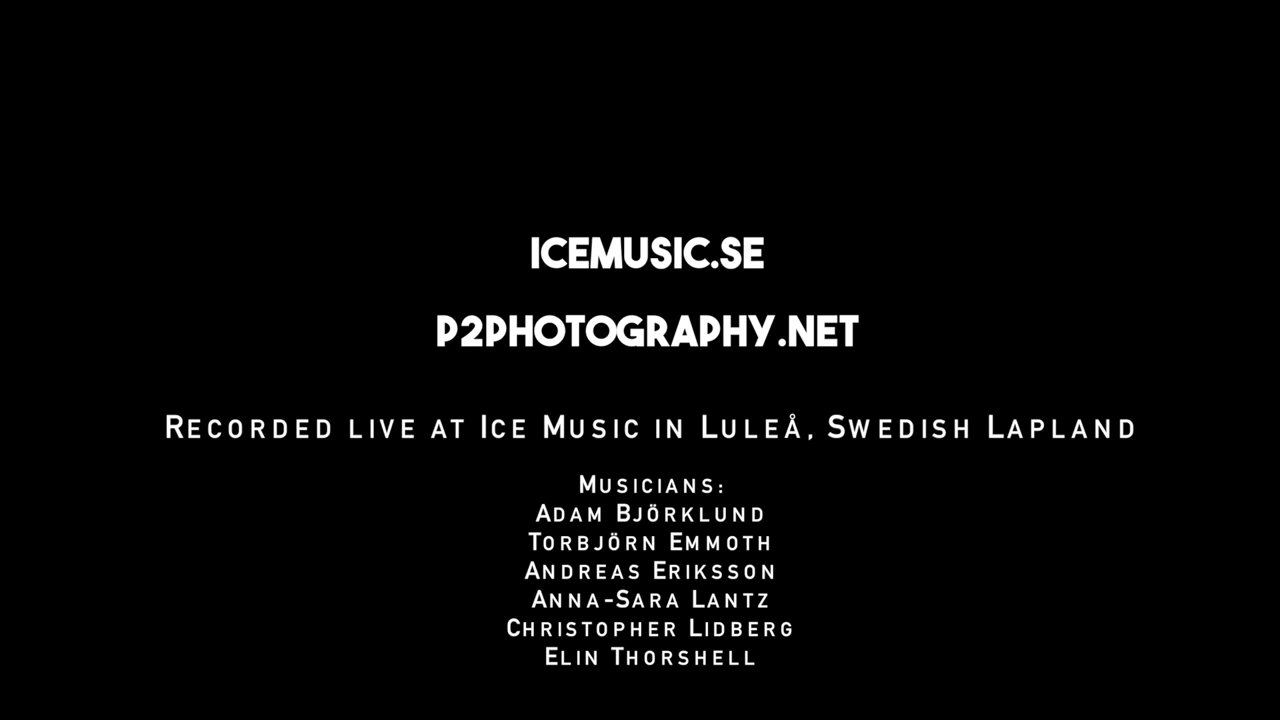 ICEMUSIC.SE
P2PHOTOGRAPHY.NET
RECORDED LIVE AT ICE MUSIC IN LULEÅ, SWEDISH LAPLAND
MUSICIANS:
ADAM BJÖRKLUND
TORBJÖRN EMMOTH
ANDREAS ERIKSSON
ANNA-SARA LANTZ
CHRISTOPHER LIDBERG
ELIN THORSHELL